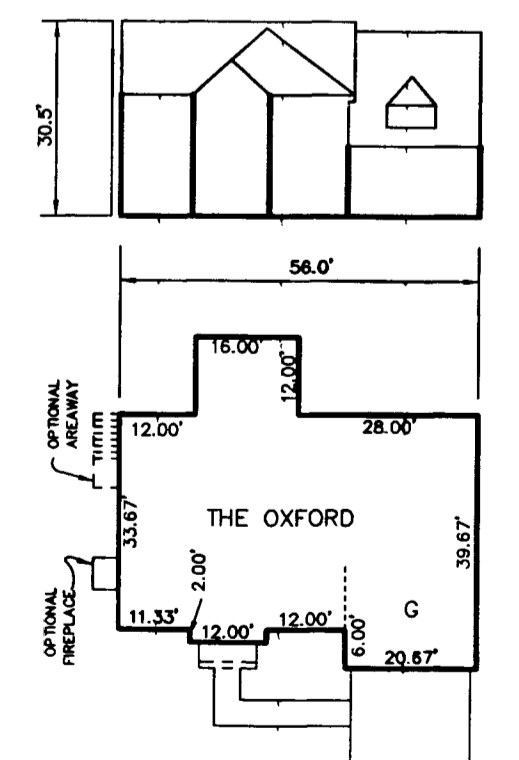 30.5'
56.0'
16.00'
12.00'
OPTIONAL
AREAWAY
12.00'
28.00'
33.67'
THE OXFORD
39.67'
2.00'
OPTIONAL
FIREPLACE
11.33'
12.00'
12.00'
6.00'
G
20.67'